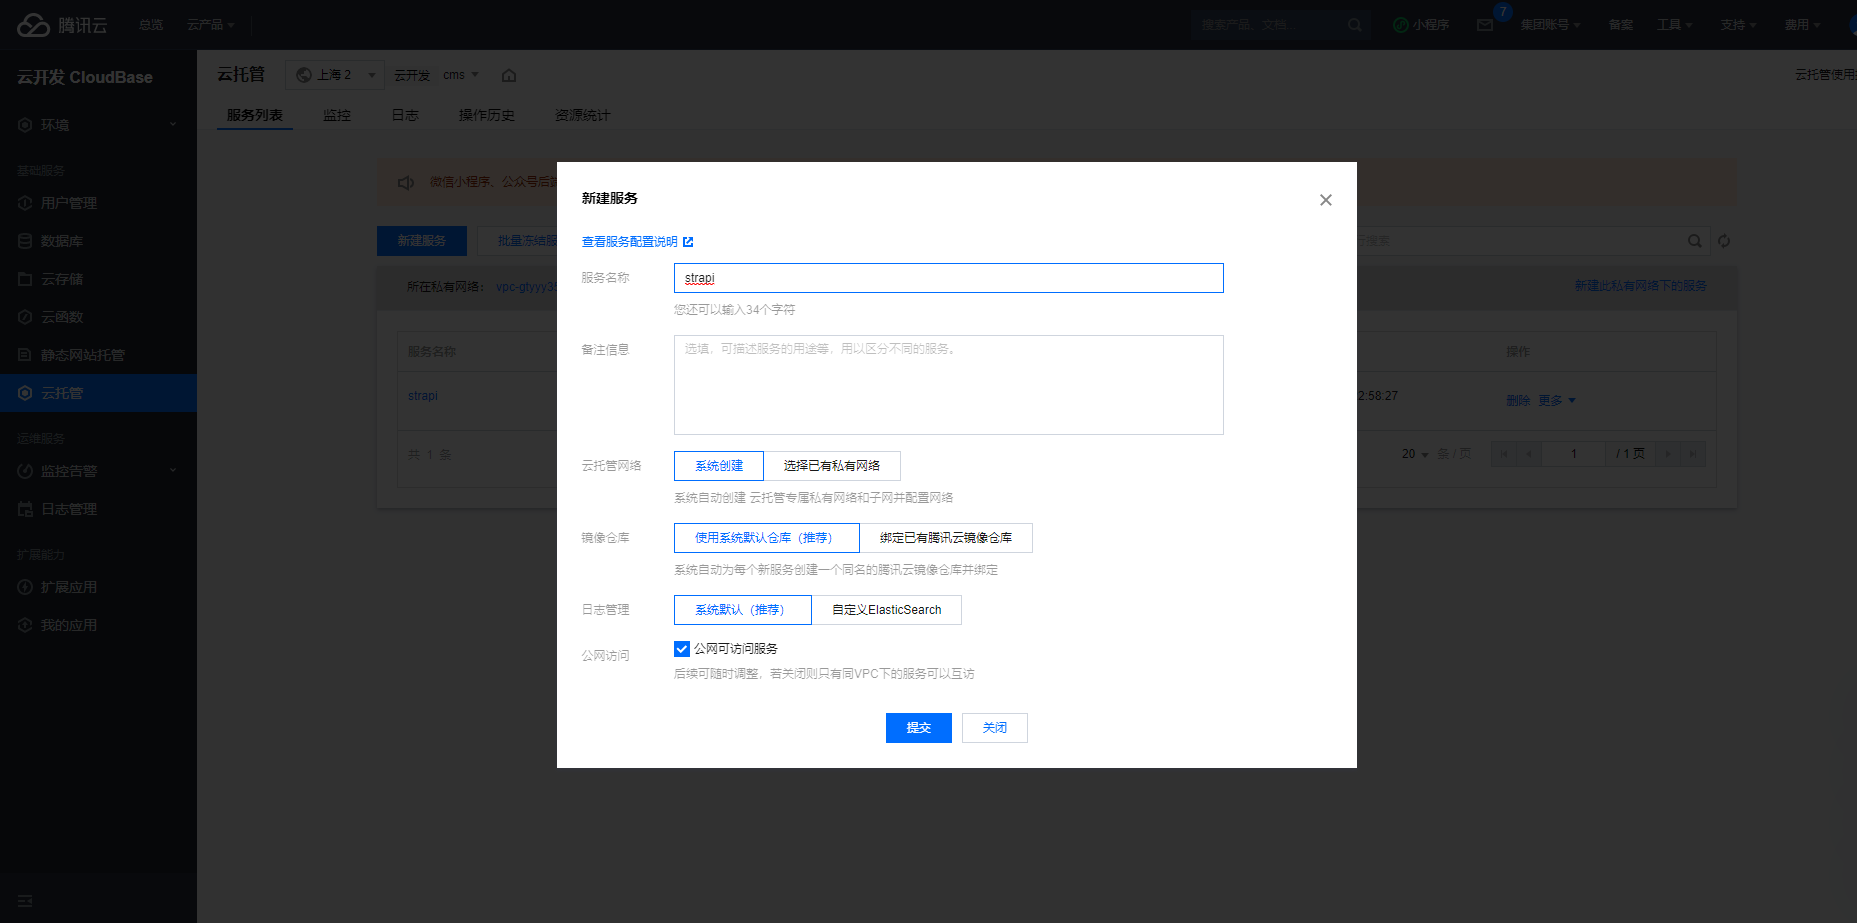 腾讯云 总览 云产品 搜索产品、文档... 小程序 7 集团账号 备案 工具 支持 费用
云开发 CloudBase
环境
基础服务
用户管理
数据库
云存储
云函数
静态网站托管
云托管
运维服务
监控告警
日志管理
扩展能力
扩展应用
我的应用
云托管 上海 2 云开发 cms 云托管使用
服务列表 监控 日志 操作历史 资源统计
微信小程序、公众号后
新建服务 批量冻结服 行搜索
所在私有网络： vpc-gtyyy35 新建此私有网络下的服务
服务名称 操作
strapi 2:58:27 删除 更多
共 1 条 20 条 / 页 1 / 1 页
新建服务
查看服务配置说明
服务名称 strapi
您还可以输入34个字符
备注信息 选填，可描述服务的用途等，用以区分不同的服务。
云托管网络 系统创建 选择已有私有网络
系统自动创建 云托管专属私有网络和子网并配置网络
镜像仓库 使用系统默认仓库（推荐） 绑定已有腾讯云镜像仓库
系统自动为每个新服务创建一个同名的腾讯云镜像仓库并绑定
日志管理 系统默认（推荐） 自定义ElasticSearch
公网访问 公网可访问服务
后续可随时调整，若关闭则只有同VPC下的服务可以互访
提交 关闭